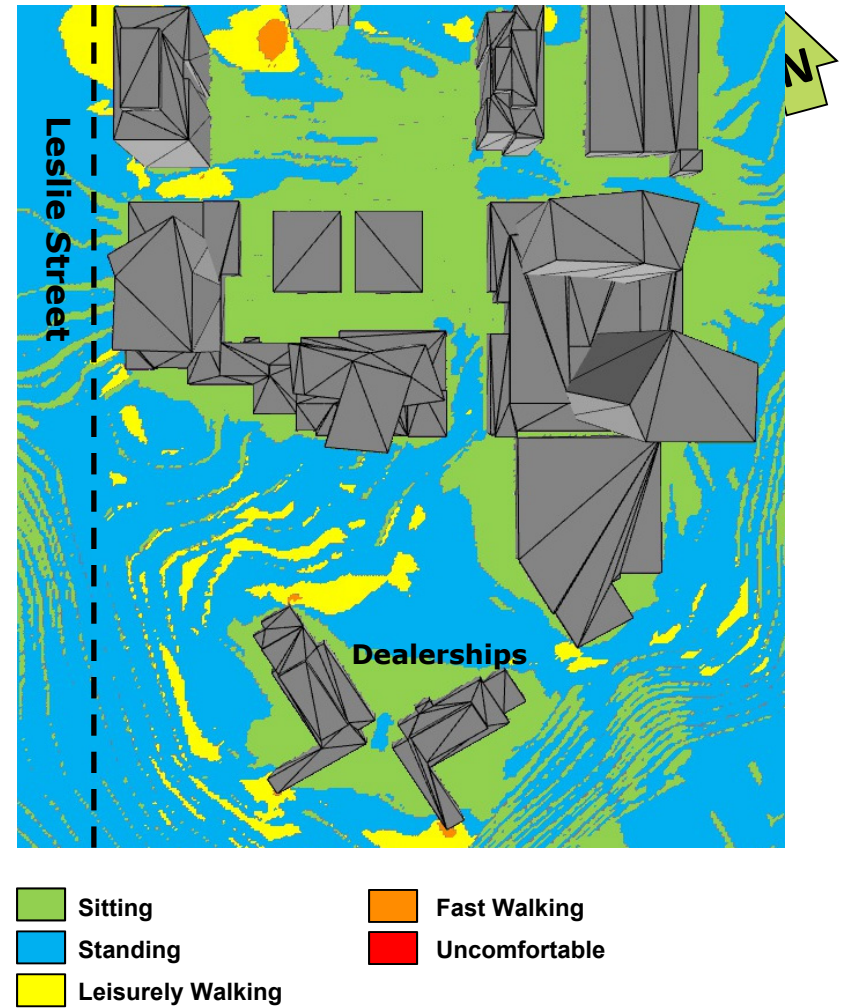 N
Leslie Street
Dealerships
Sitting
Fast Walking
Standing
Uncomfortable
Leisurely Walking